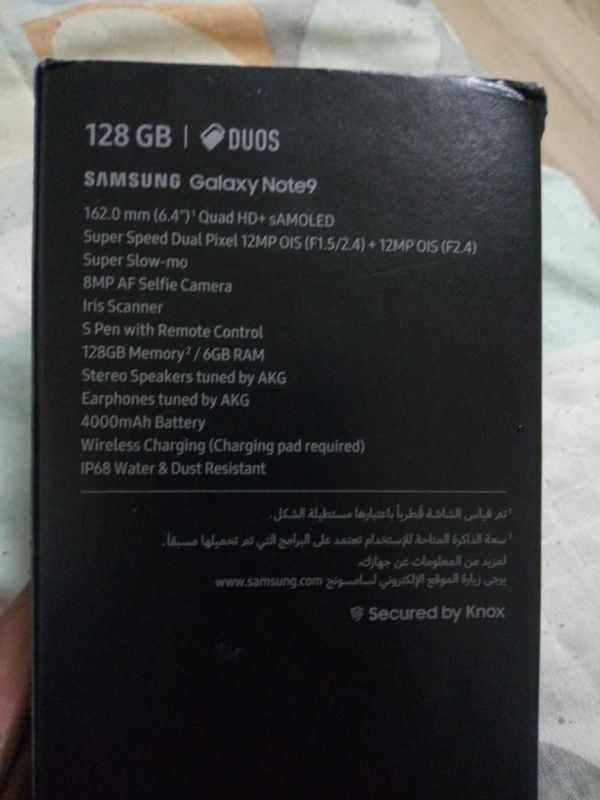 128 GB | DUOS
SAMSUNG Galaxy Note9
162.0 mm (6.4")¹ Quad HD+ sAMOLED
Super Speed Dual Pixel 12MP OIS (F1.5/2.4) + 12MP OIS (F2.4)
Super Slow-mo
8MP AF Selfie Camera
Iris Scanner
S Pen with Remote Control
128GB Memory² / 6GB RAM
Stereo Speakers tuned by AKG
Earphones tuned by AKG
4000mAh Battery
Wireless Charging (Charging pad required)
IP68 Water & Dust Resistant
¹ تم قياس الشاشة قُطرياً باعتبارها مستطيلة الشكل.
² سعة الذاكرة المتاحة للإستخدام تعتمد على البرامج التي تم تحميلها مسبقاً.
لمزيد من المعلومات عن جهازك،
يرجى زيارة الموقع الإلكتروني لسامسونج www.samsung.com
Secured by Knox